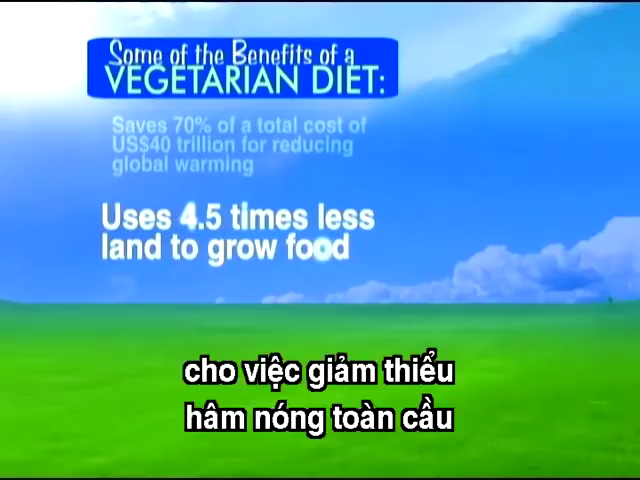 Some of the Benefits of a
VEGETARIAN DIET:
Saves 70% of a total cost of
US$40 trillion for reducing
global warming
Uses 4.5 times less
land to grow food
cho việc giảm thiểu
hâm nóng toàn cầu